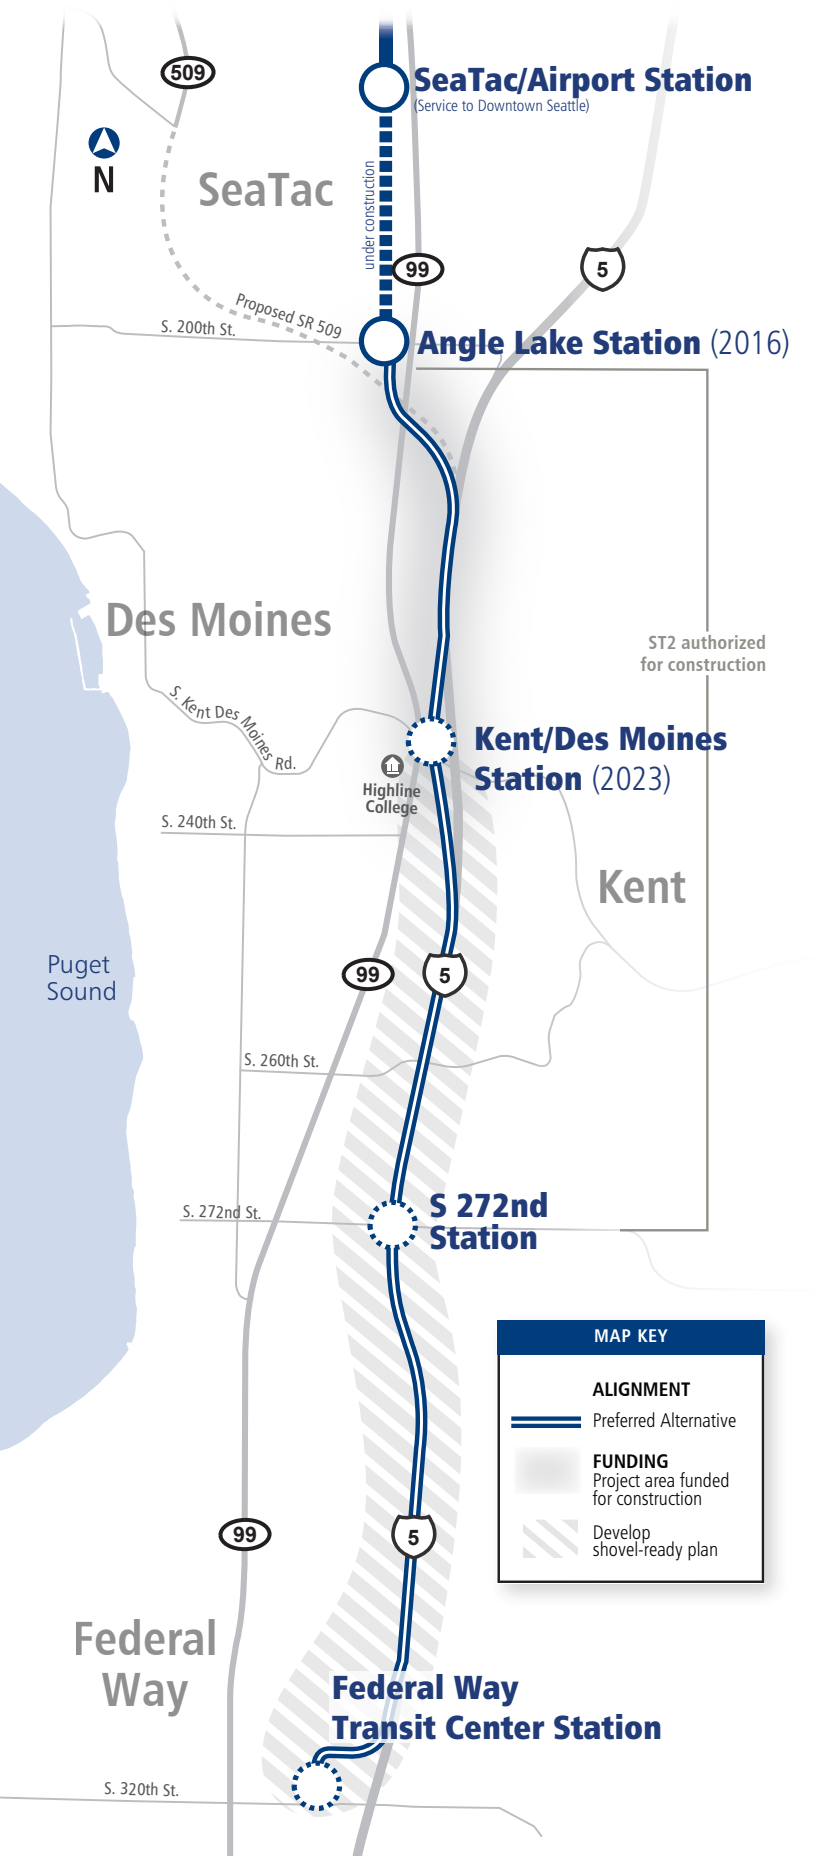 509
SeaTac/Airport Station
(Service to Downtown Seattle)
N
SeaTac
under construction
99
5
Proposed SR 509
S. 200th St.
Angle Lake Station (2016)
Des Moines
ST2 authorized
for construction
S. Kent Des Moines Rd.
Kent/Des Moines
Station (2023)
Highline
College
S. 240th St.
Kent
Puget
Sound
99
5
S. 260th St.
S. 272nd St.
S 272nd
Station
MAP KEY
ALIGNMENT
Preferred Alternative
FUNDING
Project area funded
for construction
Develop
shovel-ready plan
99
5
Federal
Way
Federal Way
Transit Center Station
S. 320th St.